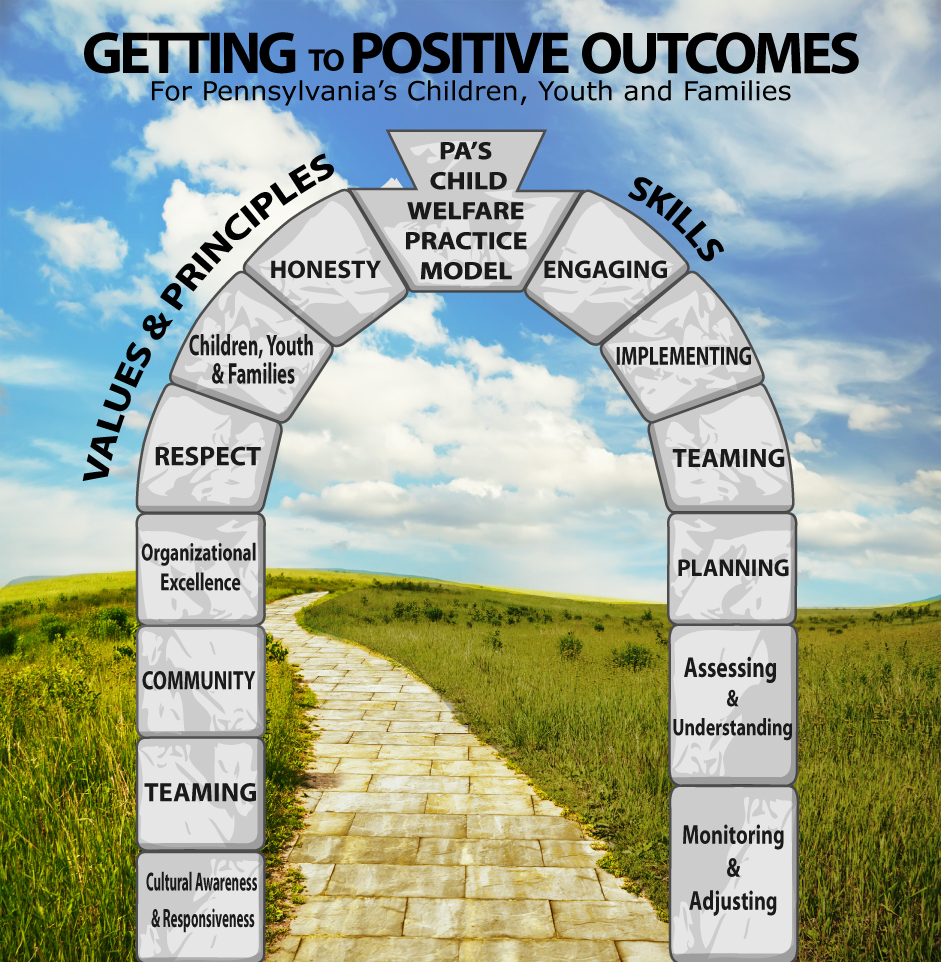 GETTING TO POSITIVE OUTCOMES
For Pennsylvania's Children, Youth and Families
PA'S
CHILD
WELFARE
PRACTICE
MODEL
VALUES & PRINCIPLES
HONESTY
Children, Youth
& Families
RESPECT
Organizational
Excellence
COMMUNITY
TEAMING
Cultural Awareness
& Responsiveness
SKILLS
ENGAGING
IMPLEMENTING
TEAMING
PLANNING
Assessing
&
Understanding
Monitoring
&
Adjusting